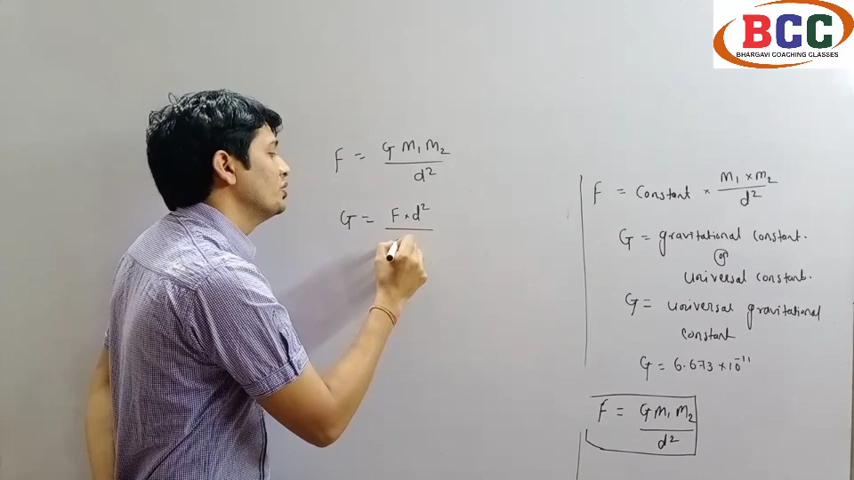 BCC
BHARGAVI COACHING CLASSES
F = G M₁ M₂ / d²
G = F × d²
F = Constant × M₁ × M₂ / d²
G = gravitational constant.
or
universal constant.
G = universal gravitational
constant
G = 6.673 × 10⁻¹¹
F = G M₁ M₂ / d²